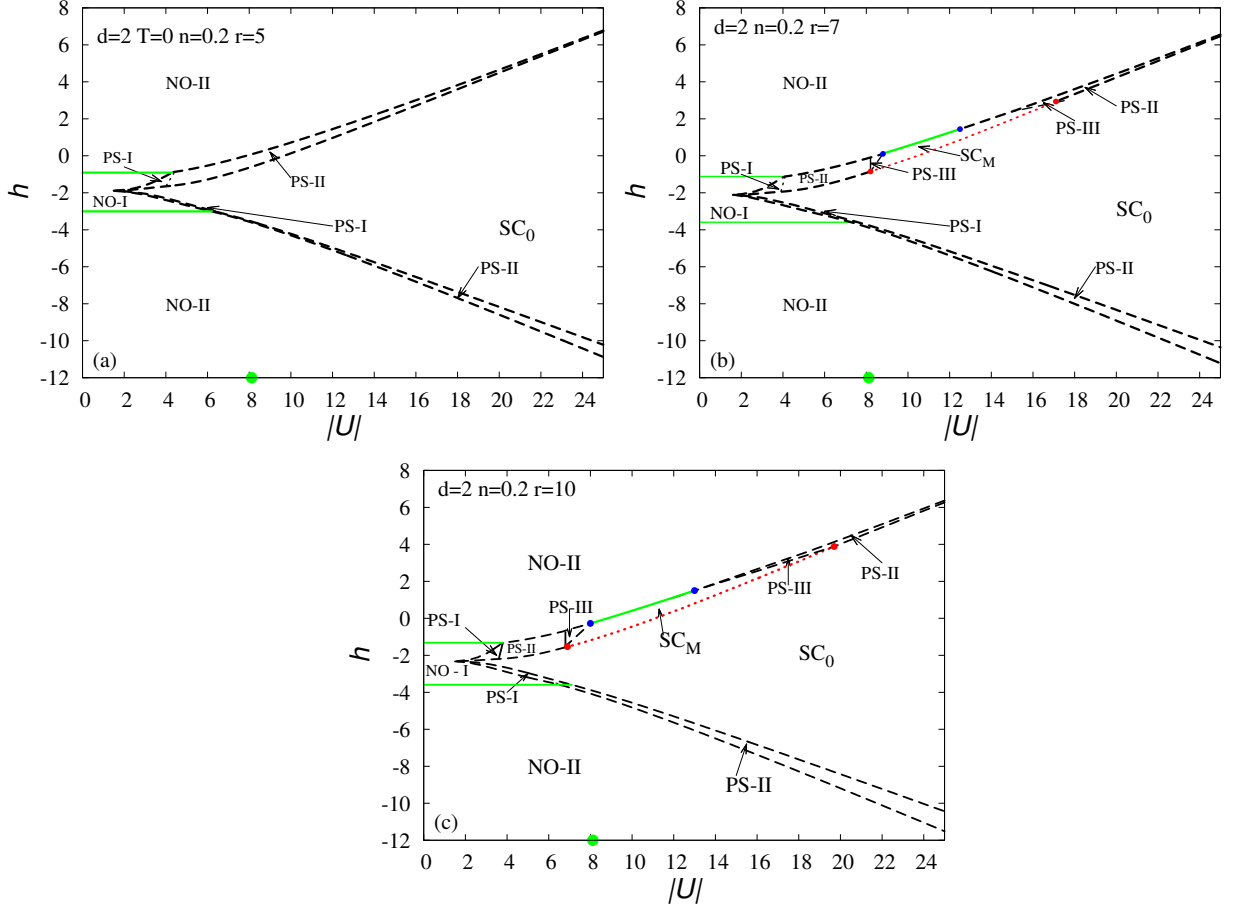 d=2 T=0 n=0.2 r=5
NO-II
PS-I
PS-II
NO-I
PS-I
SC0
PS-II
NO-II
(a)
h
8
6
4
2
0
-2
-4
-6
-8
-10
-12
0 2 4 6 8 10 12 14 16 18 20 22 24
|U|
d=2 n=0.2 r=7
NO-II
PS-II
PS-III
PS-I
SCM
PS-II
PS-III
NO-I
PS-I
SC0
PS-II
NO-II
(b)
h
8
6
4
2
0
-2
-4
-6
-8
-10
-12
0 2 4 6 8 10 12 14 16 18 20 22 24
|U|
d=2 n=0.2 r=10
NO-II
PS-II
PS-III
PS-III
PS-I
PS-II
SCM
SC0
NO - I
PS-I
NO-II
PS-II
(c)
h
8
6
4
2
0
-2
-4
-6
-8
-10
-12
0 2 4 6 8 10 12 14 16 18 20 22 24
|U|